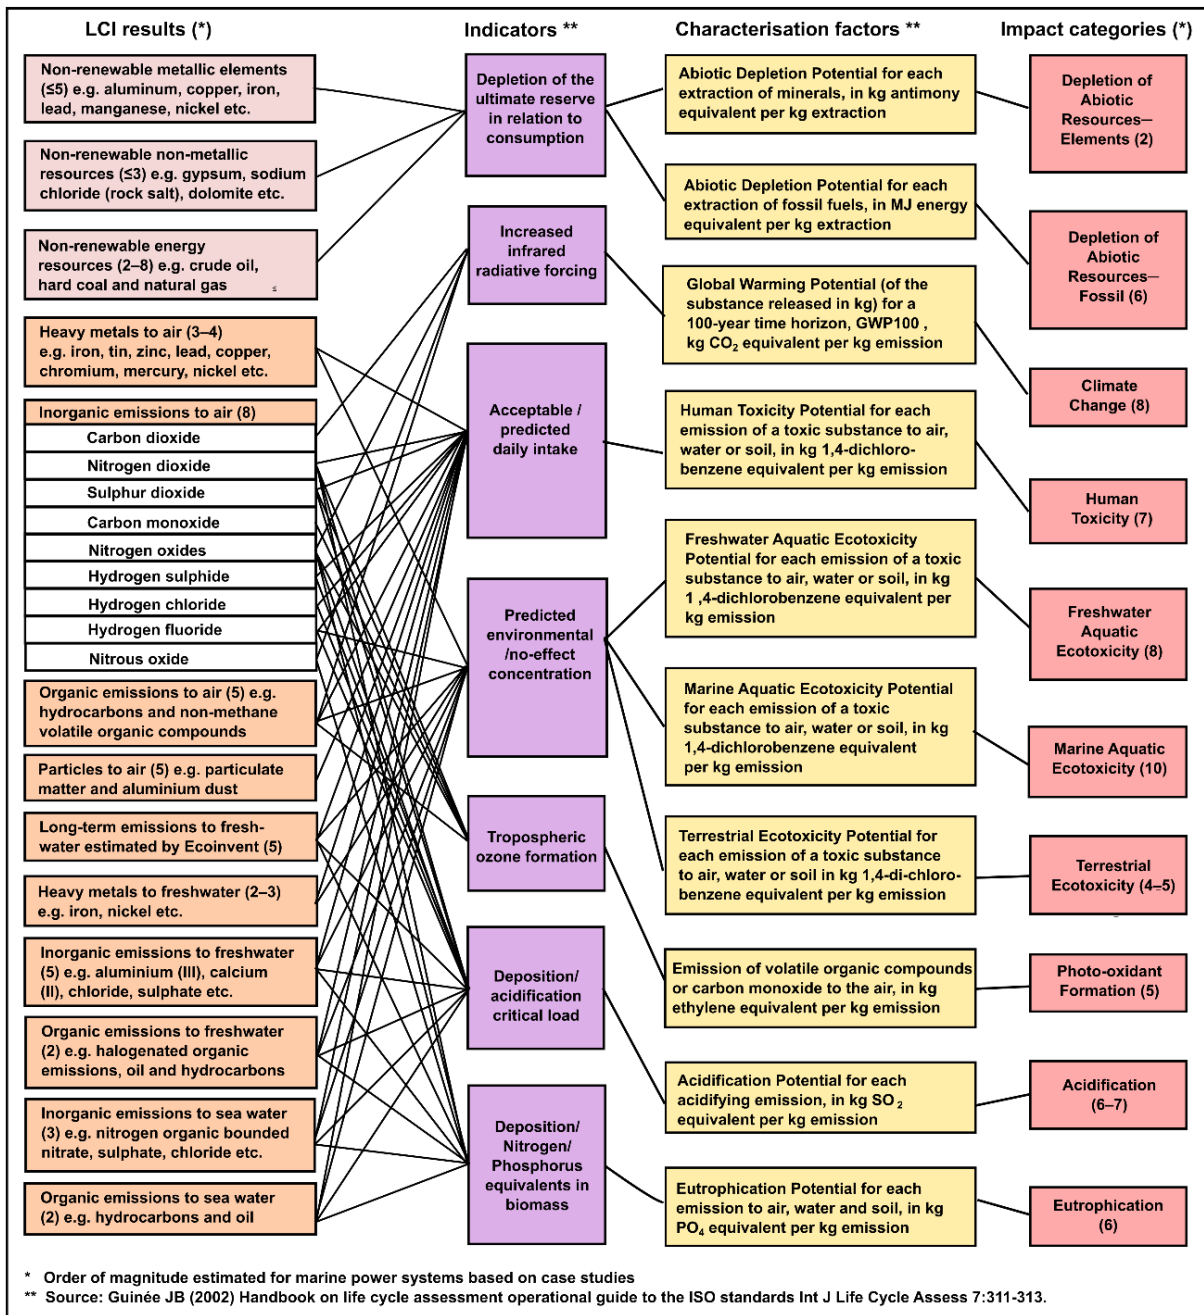 LCI results (*)
Indicators **
Characterisation factors **
Impact categories (*)
Non-renewable metallic elements
(≤5) e.g. aluminum, copper, iron,
lead, manganese, nickel etc.
Non-renewable non-metallic
resources (≤3) e.g. gypsum, sodium
chloride (rock salt), dolomite etc.
Non-renewable energy
resources (2–8) e.g. crude oil,
hard coal and natural gas
≤
Heavy metals to air (3–4)
e.g. iron, tin, zinc, lead, copper,
chromium, mercury, nickel etc.
Inorganic emissions to air (8)
Carbon dioxide
Nitrogen dioxide
Sulphur dioxide
Carbon monoxide
Nitrogen oxides
Hydrogen sulphide
Hydrogen chloride
Hydrogen fluoride
Nitrous oxide
Organic emissions to air (5) e.g.
hydrocarbons and non-methane
volatile organic compounds
Particles to air (5) e.g. particulate
matter and aluminium dust
Long-term emissions to fresh-
water estimated by Ecoinvent (5)
Heavy metals to freshwater (2–3)
e.g. iron, nickel etc.
Inorganic emissions to freshwater
(5) e.g. aluminium (III), calcium
(II), chloride, sulphate etc.
Organic emissions to freshwater
(2) e.g. halogenated organic
emissions, oil and hydrocarbons
Inorganic emissions to sea water
(3) e.g. nitrogen organic bounded
nitrate, sulphate, chloride etc.
Organic emissions to sea water
(2) e.g. hydrocarbons and oil
Depletion of the
ultimate reserve
in relation to
consumption
Increased
infrared
radiative forcing
Acceptable /
predicted
daily intake
Predicted
environmental
/no-effect
concentration
Tropospheric
ozone formation
Deposition/
acidification
critical load
Deposition/
Nitrogen/
Phosphorus
equivalents in
biomass
Abiotic Depletion Potential for each
extraction of minerals, in kg antimony
equivalent per kg extraction
Abiotic Depletion Potential for each
extraction of fossil fuels, in MJ energy
equivalent per kg extraction
Global Warming Potential (of the
substance released in kg) for a
100-year time horizon, GWP100 ,
kg CO₂ equivalent per kg emission
Human Toxicity Potential for each
emission of a toxic substance to air,
water or soil, in kg 1,4-dichloro-
benzene equivalent per kg emission
Freshwater Aquatic Ecotoxicity
Potential for each emission of a toxic
substance to air, water or soil, in kg
1 ,4-dichlorobenzene equivalent per
kg emission
Marine Aquatic Ecotoxicity Potential
for each emission of a toxic
substance to air, water or soil, in kg
1,4-dichlorobenzene equivalent
per kg emission
Terrestrial Ecotoxicity Potential for
each emission of a toxic substance
to air, water or soil in kg 1,4-di-chloro-
benzene equivalent per kg emission
Emission of volatile organic compounds
or carbon monoxide to the air, in kg
ethylene equivalent per kg emission
Acidification Potential for each
acidifying emission, in kg SO₂
equivalent per kg emission
Eutrophication Potential for each
emission to air, water and soil, in kg
PO₄ equivalent per kg emission
Depletion of
Abiotic
Resources—
Elements (2)
Depletion of
Abiotic
Resources—
Fossil (6)
Climate
Change (8)
Human
Toxicity (7)
Freshwater
Aquatic
Ecotoxicity (8)
Marine Aquatic
Ecotoxicity (10)
Terrestrial
Ecotoxicity (4–5)
Photo-oxidant
Formation (5)
Acidification
(6–7)
Eutrophication
(6)
* Order of magnitude estimated for marine power systems based on case studies
** Source: Guinée JB (2002) Handbook on life cycle assessment operational guide to the ISO standards Int J Life Cycle Assess 7:311-313.